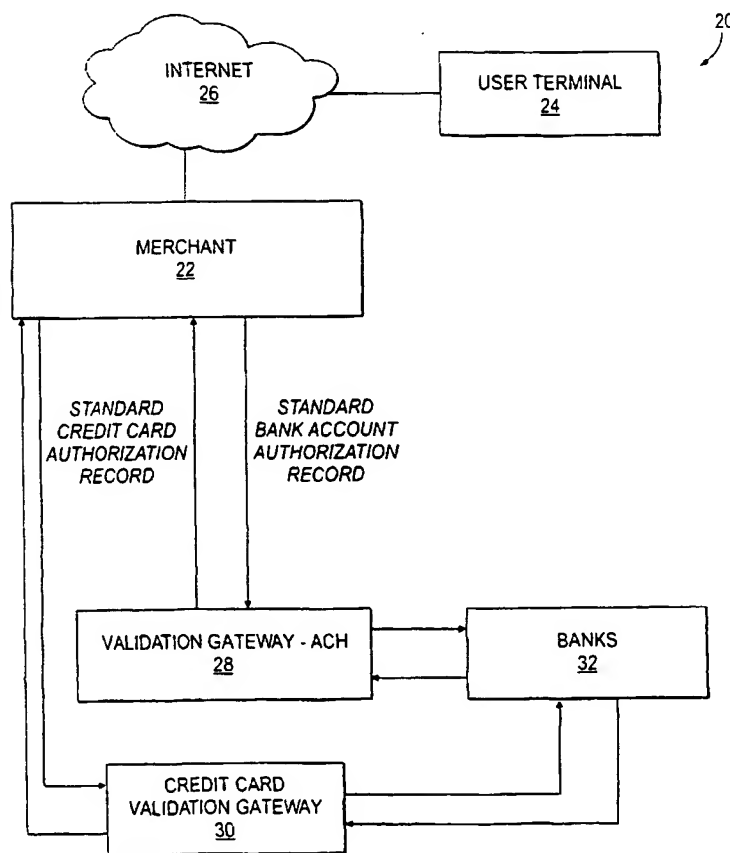 20
INTERNET
26
USER TERMINAL
24
MERCHANT
22
STANDARD
CREDIT CARD
AUTHORIZATION
RECORD
STANDARD
BANK ACCOUNT
AUTHORIZATION
RECORD
VALIDATION GATEWAY - ACH
28
BANKS
32
CREDIT CARD
VALIDATION GATEWAY
30